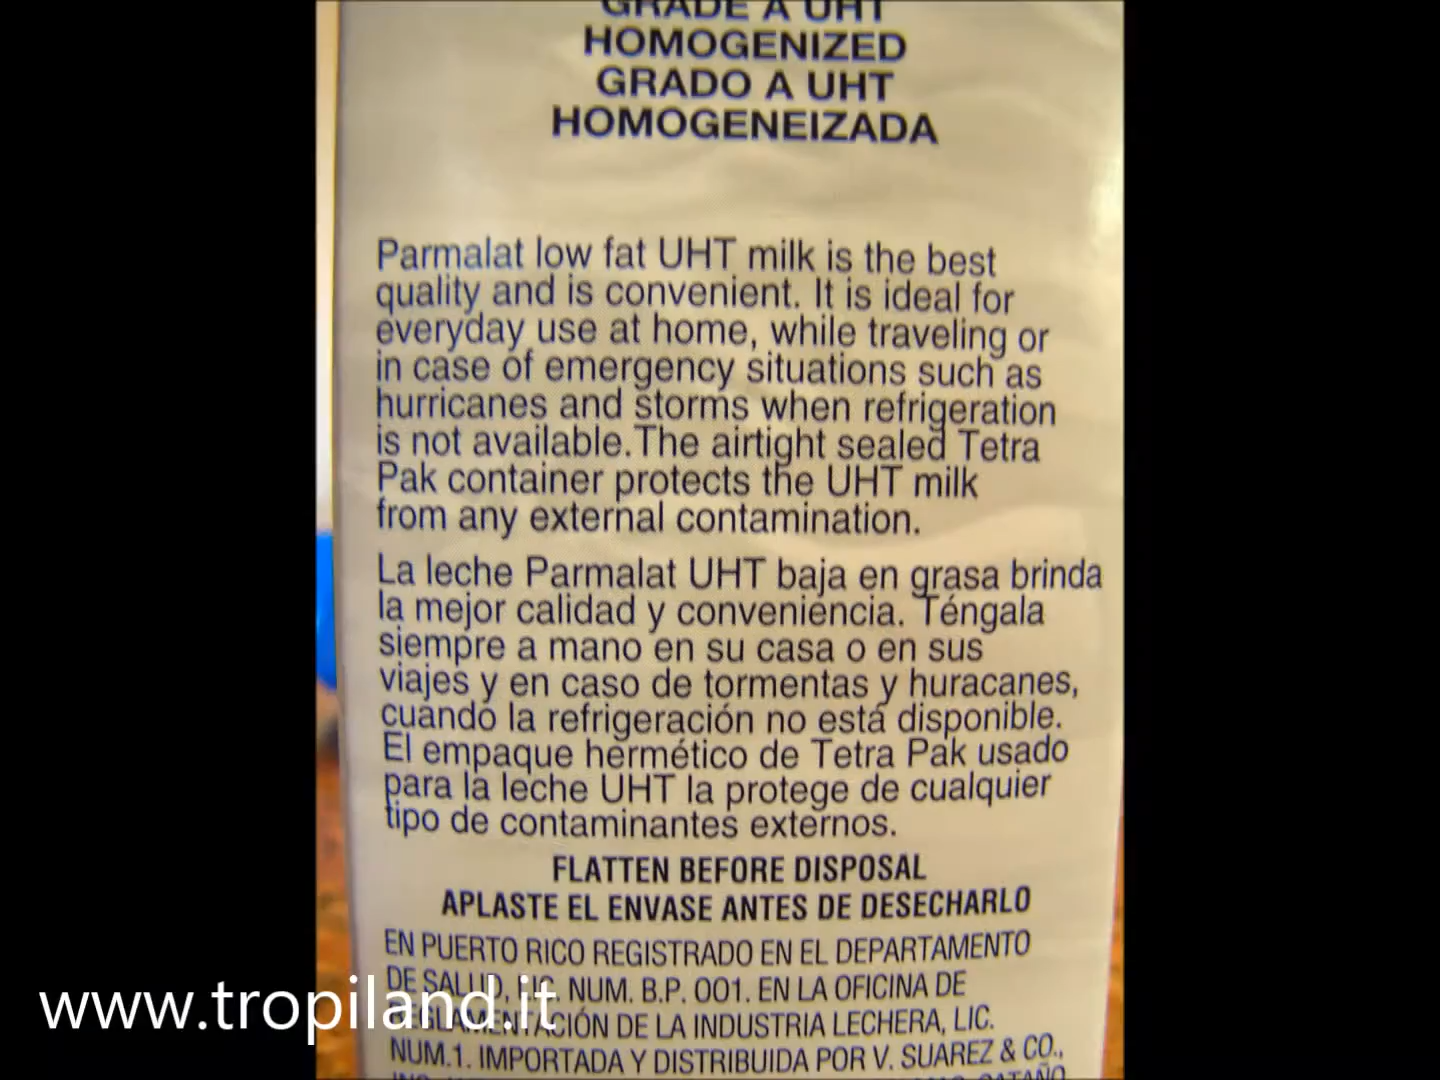 GRADE A UHT
HOMOGENIZED
GRADO A UHT
HOMOGENEIZADA
Parmalat low fat UHT milk is the best
quality and is convenient. It is ideal for
everyday use at home, while traveling or
in case of emergency situations such as
hurricanes and storms when refrigeration
is not available.The airtight sealed Tetra
Pak container protects the UHT milk
from any external contamination.
La leche Parmalat UHT baja en grasa brinda
la mejor calidad y conveniencia. Téngala
siempre a mano en su casa o en sus
viajes y en caso de tormentas y huracanes,
cuando la refrigeración no está disponible.
El empaque hermético de Tetra Pak usado
para la leche UHT la protege de cualquier
tipo de contaminantes externos.
FLATTEN BEFORE DISPOSAL
APLASTE EL ENVASE ANTES DE DESECHARLO
EN PUERTO RICO REGISTRADO EN EL DEPARTAMENTO
DE SALUD, LIC. NUM. B.P. 001. EN LA OFICINA DE
REGLAMENTACIÓN DE LA INDUSTRIA LECHERA, LIC.
NUM.1. IMPORTADA Y DISTRIBUIDA POR V. SUAREZ & CO.,
www.tropiland.it